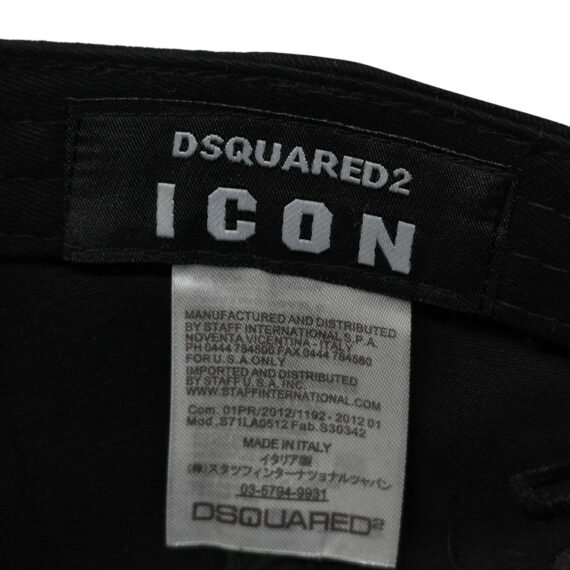 DSQUARED2
ICON
MANUFACTURED AND DISTRIBUTED
BY STAFF INTERNATIONAL S.P.A.
NOVENTA VICENTINA - ITALY
PH 0444 784500 FAX 0444 784560
FOR U.S.A ONLY
IMPORTED AND DISTRIBUTED
BY STAFF U.S.A. INC
WWW.STAFFINTERNATIONAL.COM
Com. 01PR/2012/1192 - 2012 01
Mod. S71LA0512 Fab. S30342
MADE IN ITALY
イタリア製
(株)スタッフインターナショナルジャパン
03-5794-9931
DSQUARED2